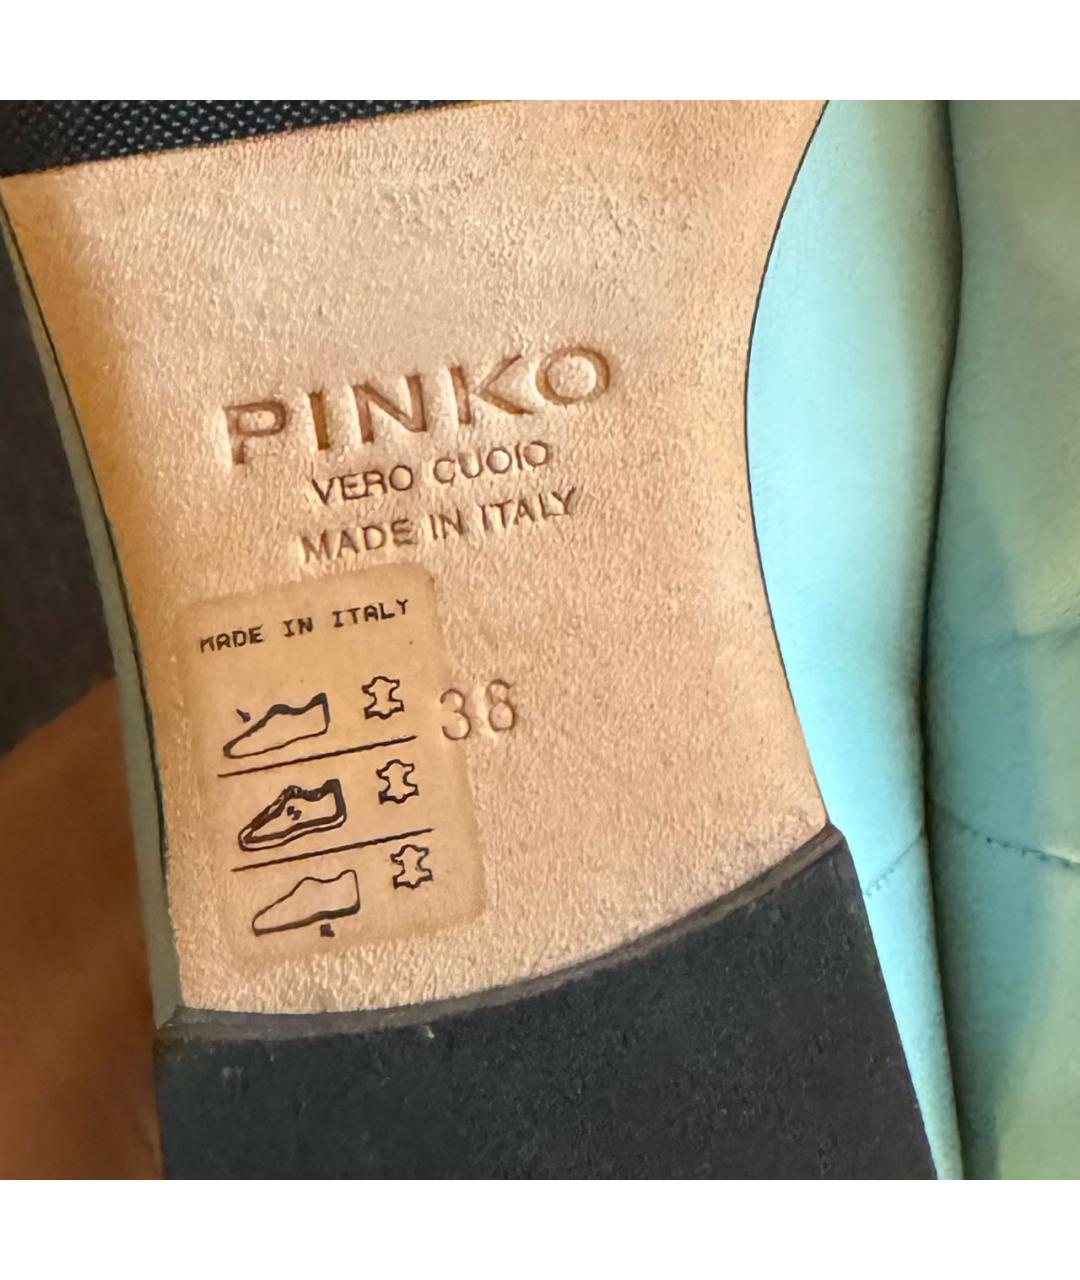 PINKO
VERO CUOIO
MADE IN ITALY
MADE IN ITALY
38